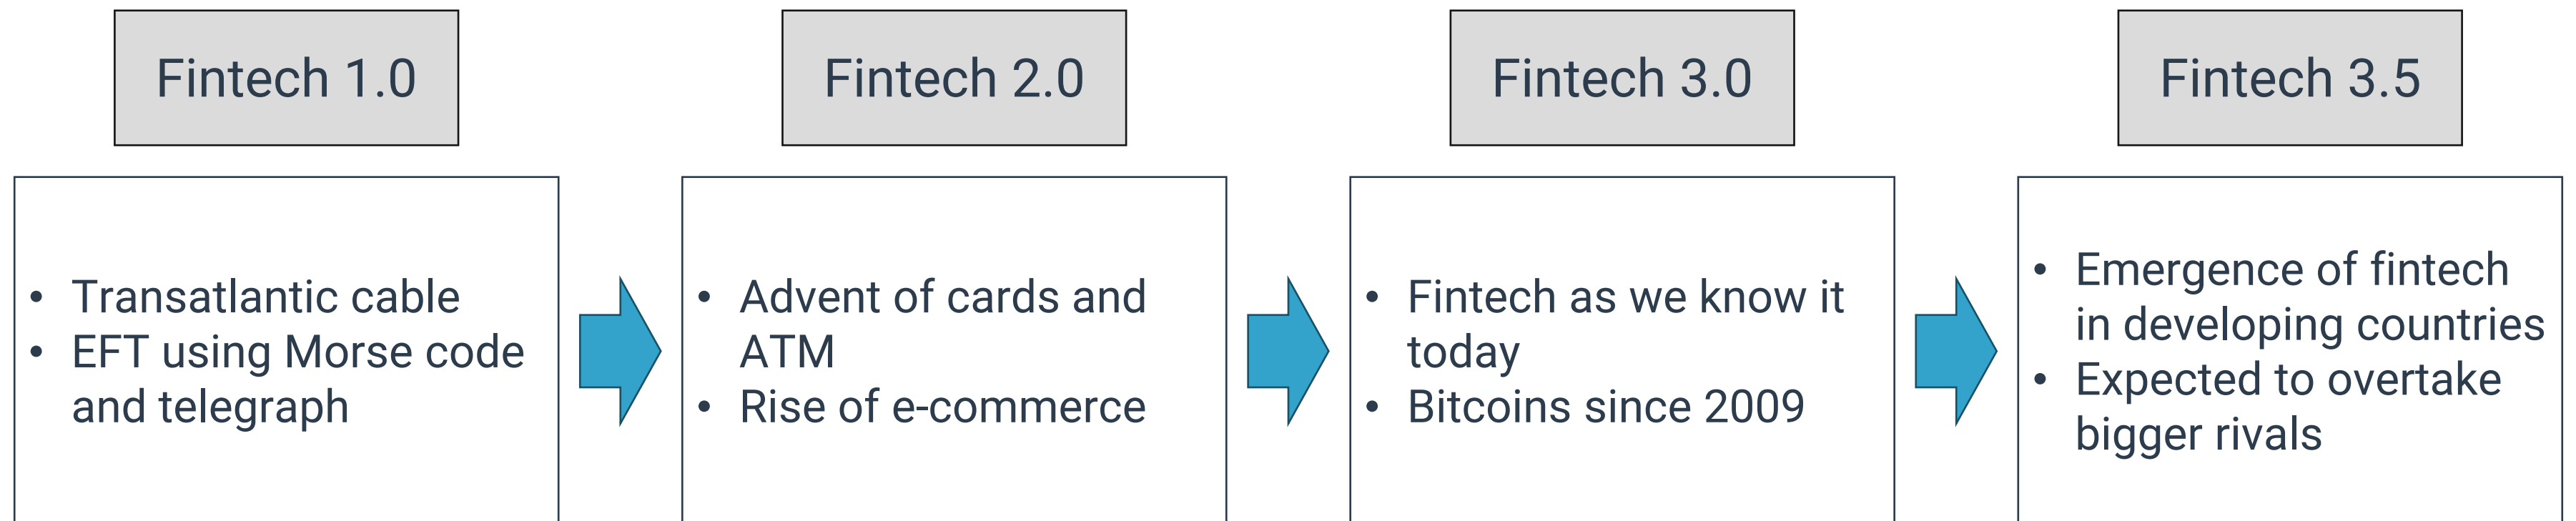 Fintech 1.0
Fintech 2.0
Fintech 3.0
Fintech 3.5
• Transatlantic cable
• EFT using Morse code
and telegraph
• Advent of cards and
ATM
• Rise of e-commerce
• Fintech as we know it
today
• Bitcoins since 2009
• Emergence of fintech
in developing countries
• Expected to overtake
bigger rivals